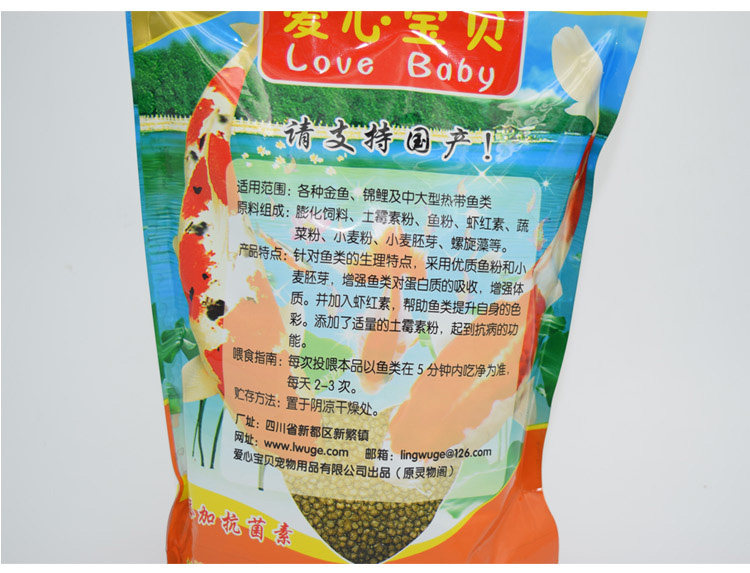 爱心宝贝
Love Baby
请支持国产!
适用范围：各种金鱼、锦鲤及中大型热带鱼类
原料组成：膨化饲料、土霉素粉、鱼粉、虾红素、蔬
菜粉、小麦粉、小麦胚芽、螺旋藻等。
产品特点：针对鱼类的生理特点，采用优质鱼粉和小
麦胚芽，增强鱼类对蛋白质的吸收，增强体
质。并加入虾红素，帮助鱼类提升自身的色
彩。添加了适量的土霉素粉，起到抗病的功
能。
喂食指南：每次投喂本品以鱼类在5分钟内吃净为准，
每天2-3次。
贮存方法：置于阴凉干燥处。
厂址：四川省新都区新繁镇
网址：www.lwuge.com 邮箱：lingwuge@126.com
爱心宝贝宠物用品有限公司出品（原灵物阁）
加抗菌素